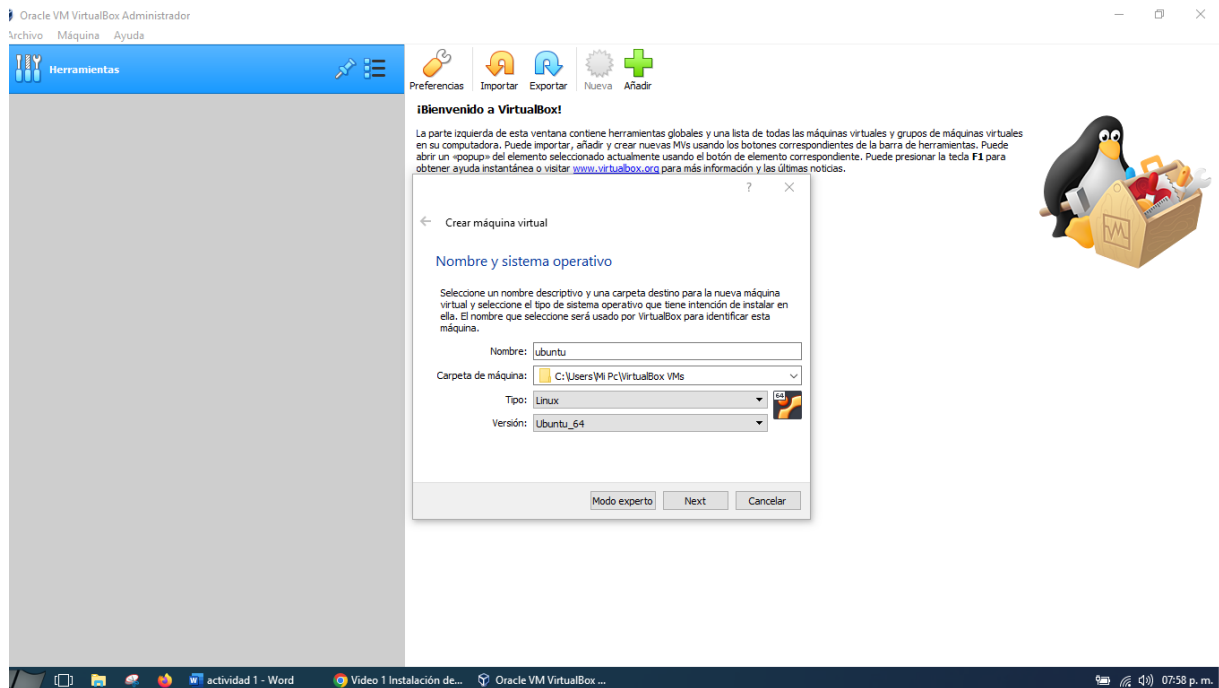 Oracle VM VirtualBox Administrador
Archivo Máquina Ayuda
Herramientas
Preferencias Importar Exportar Nueva Añadir
¡Bienvenido a VirtualBox!
La parte izquierda de esta ventana contiene herramientas globales y una lista de todas las máquinas virtuales y grupos de máquinas virtuales
en su computadora. Puede importar, añadir y crear nuevas MVs usando los botones correspondientes de la barra de herramientas. Puede
abrir un «popup» del elemento seleccionado actualmente usando el botón de elemento correspondiente. Puede presionar la tecla F1 para
obtener ayuda instantánea o visitar www.virtualbox.org para más información y las últimas noticias.
?
Crear máquina virtual
Nombre y sistema operativo
Seleccione un nombre descriptivo y una carpeta destino para la nueva máquina
virtual y seleccione el tipo de sistema operativo que tiene intención de instalar en
ella. El nombre que seleccione será usado por VirtualBox para identificar esta
máquina.
Nombre: ubuntu
Carpeta de máquina: C:\Users\Mi Pc\VirtualBox VMs
Tipo: Linux
64
Versión: Ubuntu_64
Modo experto Next Cancelar
actividad 1 - Word Video 1 Instalación de... Oracle VM VirtualBox ... 07:58 p. m.